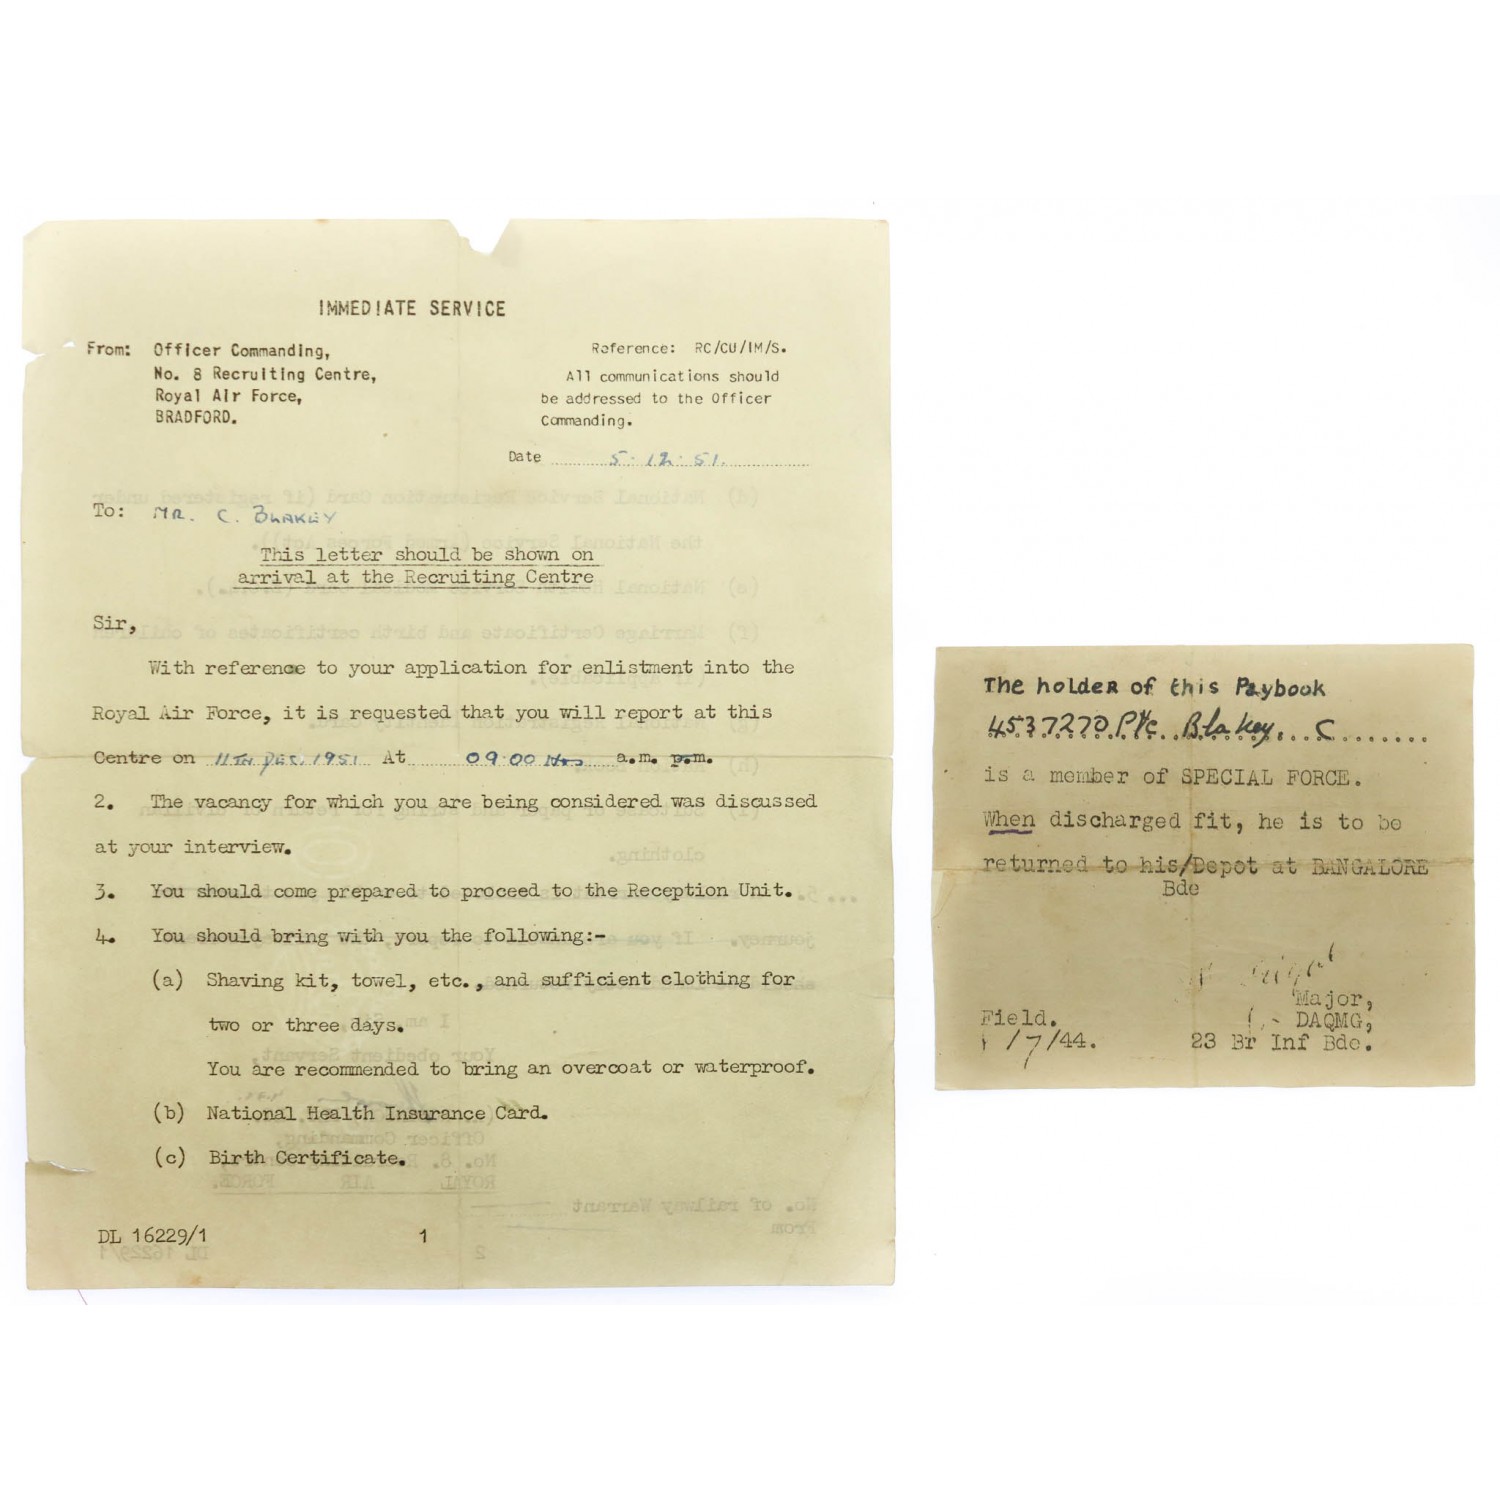 IMMEDIATE SERVICE
From: Officer Commanding,
No. 8 Recruiting Centre,
Royal Air Force,
BRADFORD.
Reference: RC/CU/IM/S.
All communications should
be addressed to the Officer
Commanding.
Date 5.12.51.
To: MR. C. BLAKEY
This letter should be shown on
arrival at the Recruiting Centre
Sir,
With reference to your application for enlistment into the
Royal Air Force, it is requested that you will report at this
Centre on 11TH DEC. 1951 At 09.00 a.m. p.m.
2. The vacancy for which you are being considered was discussed
at your interview.
3. You should come prepared to proceed to the Reception Unit.
4. You should bring with you the following:-
(a) Shaving kit, towel, etc., and sufficient clothing for
two or three days.
You are recommended to bring an overcoat or waterproof.
(b) National Health Insurance Card.
(c) Birth Certificate.
DL 16229/1 1
The holder of this Paybook
4537270 Pte. Blakey. C
is a member of SPECIAL FORCE.
When discharged fit, he is to be
returned to his/Depot at BANGALORE
Bde
Major,
DAQMG,
23 Br Inf Bde.
Field.
/7/44.